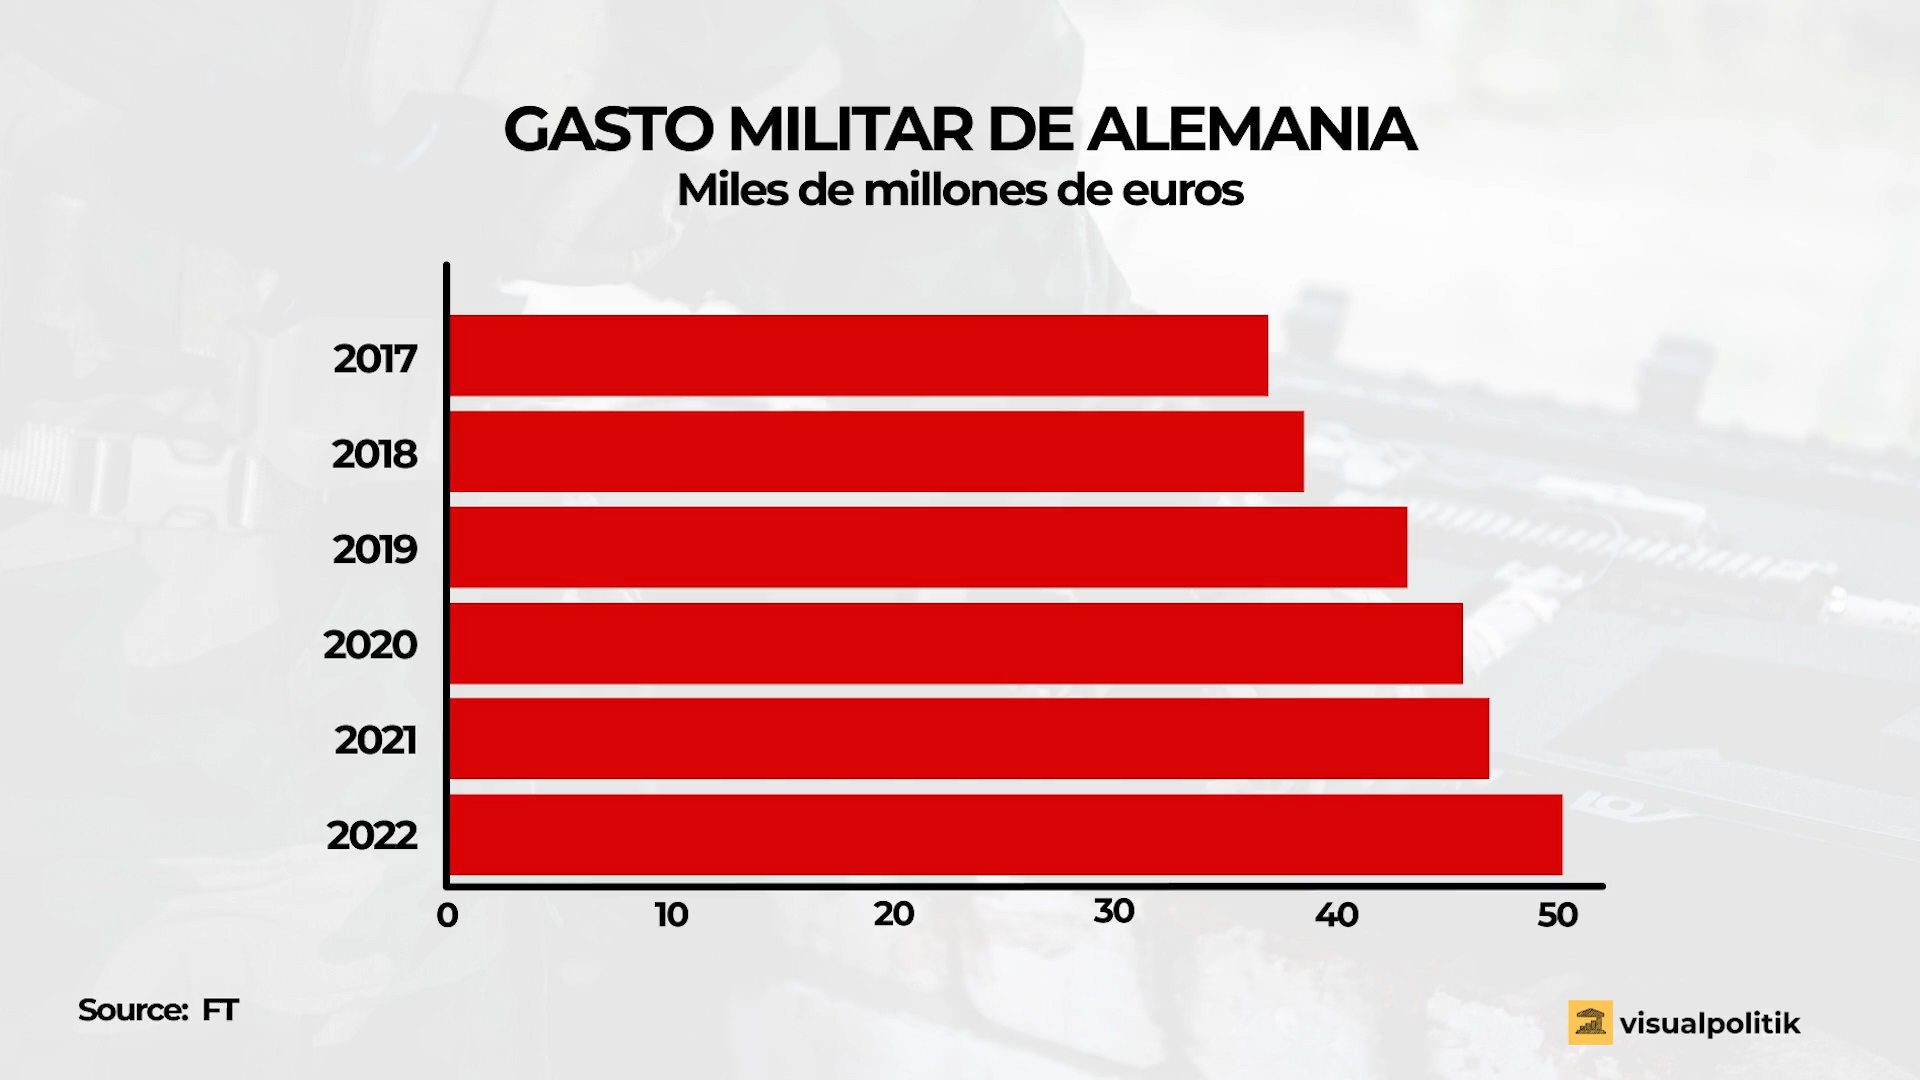 GASTO MILITAR DE ALEMANIA
Miles de millones de euros
2017
2018
2019
2020
2021
2022
0 10 20 30 40 50
Source: FT
visualpolitik